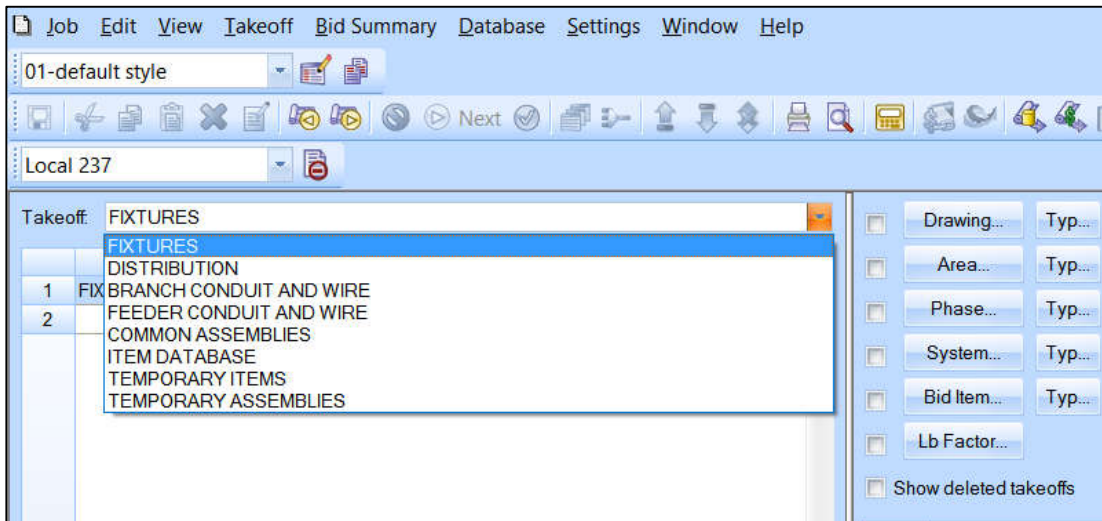 Job Edit View Takeoff Bid Summary Database Settings Window Help
01-default style
Next
Local 237
Takeoff: FIXTURES
FIXTURES
DISTRIBUTION
1 FIX BRANCH CONDUIT AND WIRE
2 FEEDER CONDUIT AND WIRE
COMMON ASSEMBLIES
ITEM DATABASE
TEMPORARY ITEMS
TEMPORARY ASSEMBLIES
Drawing... Typ...
Area... Typ...
Phase... Typ...
System... Typ...
Bid Item... Typ...
Lb Factor...
Show deleted takeoffs